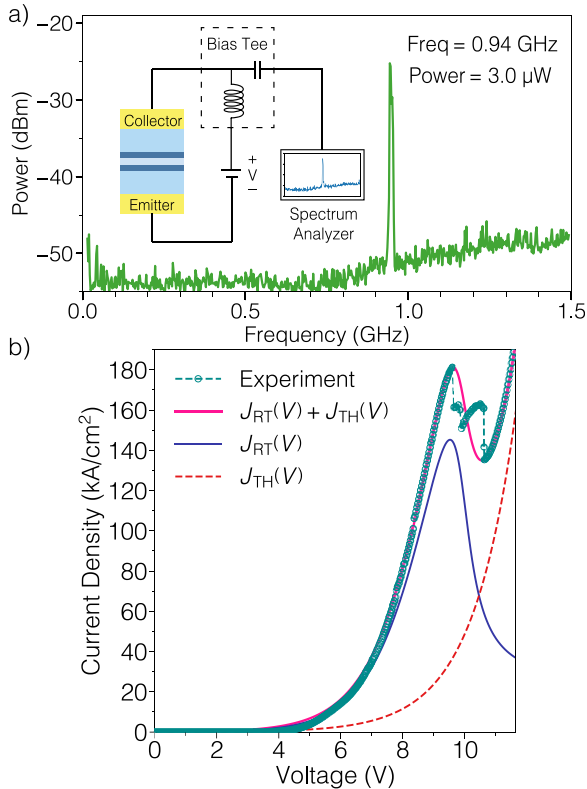 a)
−20
−30
−40
−50
Power (dBm)
Bias Tee
Collector
Emitter
+
V
−
Spectrum
Analyzer
Freq = 0.94 GHz
Power = 3.0 µW
0.0
0.5
1.0
1.5
Frequency (GHz)
b)
180
160
140
120
100
80
60
40
20
0
Current Density (kA/cm²)
Experiment
J_RT(V) + J_TH(V)
J_RT(V)
J_TH(V)
0
2
4
6
8
10
Voltage (V)